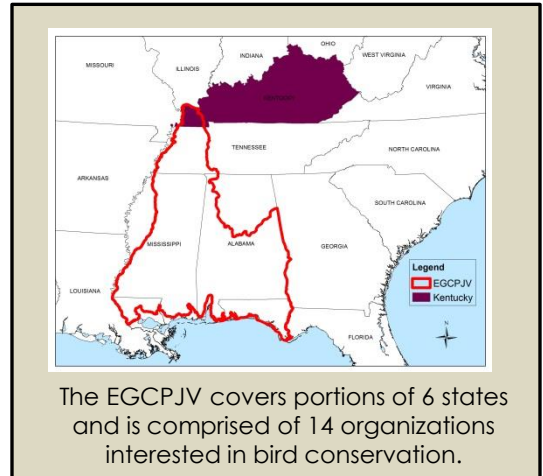 OHIO
INDIANA
WEST VIRGINIA
MISSOURI
ILLINOIS
VIRGINIA
TENNESSEE
NORTH CAROLINA
ARKANSAS
SOUTH CAROLINA
MISSISSIPPI
ALABAMA
GEORGIA
Legend
EGCPJV
Kentucky
LOUISIANA
N
FLORIDA
The EGCPJV covers portions of 6 states
and is comprised of 14 organizations
interested in bird conservation.